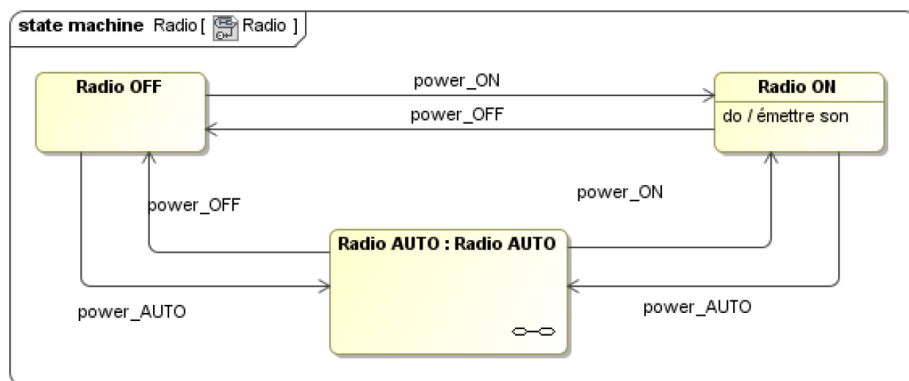 state machine Radio [ Radio ]
power_ON
Radio OFF
Radio ON
do / émettre son
power_OFF
power_OFF
power_ON
Radio AUTO : Radio AUTO
power_AUTO
power_AUTO